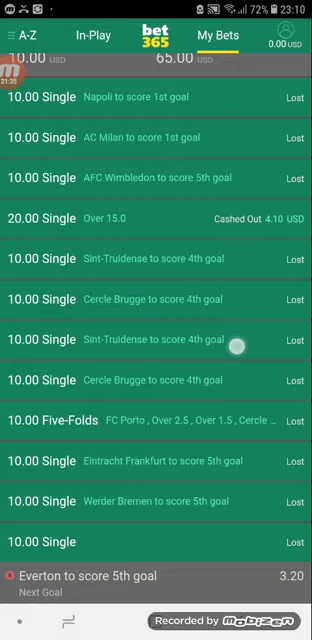 72% 23:10
A-Z
In-Play
bet365
My Bets
0.00 USD
10.00 USD
65.00 USD
21:35
10.00 Single Napoli to score 1st goal Lost
10.00 Single AC Milan to score 1st goal Lost
10.00 Single AFC Wimbledon to score 5th goal Lost
20.00 Single Over 15.0 Cashed Out 4.10 USD
10.00 Single Sint-Truidense to score 4th goal Lost
10.00 Single Cercle Brugge to score 4th goal Lost
10.00 Single Sint-Truidense to score 4th goal Lost
10.00 Single Cercle Brugge to score 4th goal Lost
10.00 Five-Folds FC Porto , Over 2.5 , Over 1.5 , Cercle ... Lost
10.00 Single Eintracht Frankfurt to score 5th goal Lost
10.00 Single Werder Bremen to score 5th goal Lost
10.00 Single Lost
Everton to score 5th goal 3.20
Next Goal
Recorded by Mobizen